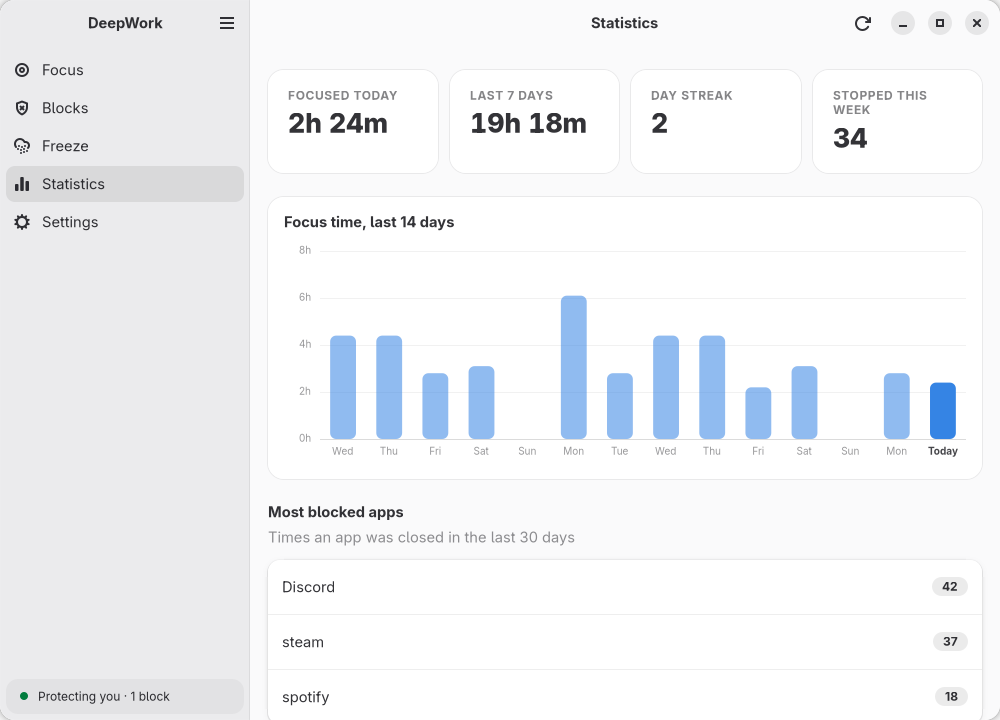 DeepWork
Focus
Blocks
Freeze
Statistics
Settings
Protecting you · 1 block
Statistics
FOCUSED TODAY
2h 24m
LAST 7 DAYS
19h 18m
DAY STREAK
2
STOPPED THIS
WEEK
34
Focus time, last 14 days
8h
6h
4h
2h
0h
Wed Thu Fri Sat Sun Mon Tue Wed Thu Fri Sat Sun Mon Today
Most blocked apps
Times an app was closed in the last 30 days
Discord 42
steam 37
spotify 18